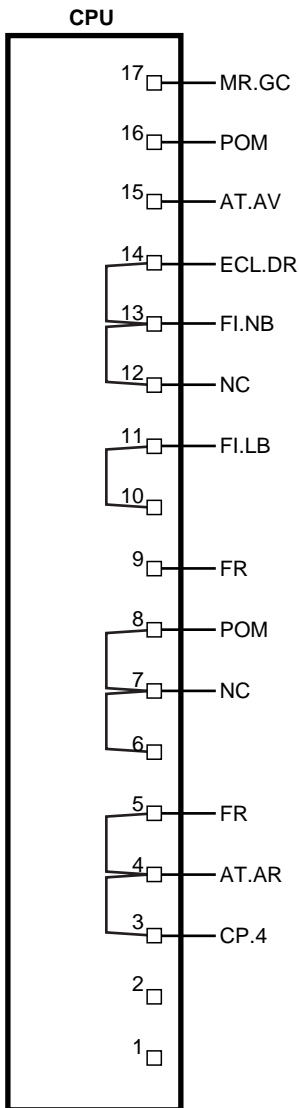 CPU
17 MR.GC
16 POM
15 AT.AV
14 ECL.DR
13 FI.NB
12 NC
11 FI.LB
10
9 FR
8 POM
7 NC
6
5 FR
4 AT.AR
3 CP.4
2
1